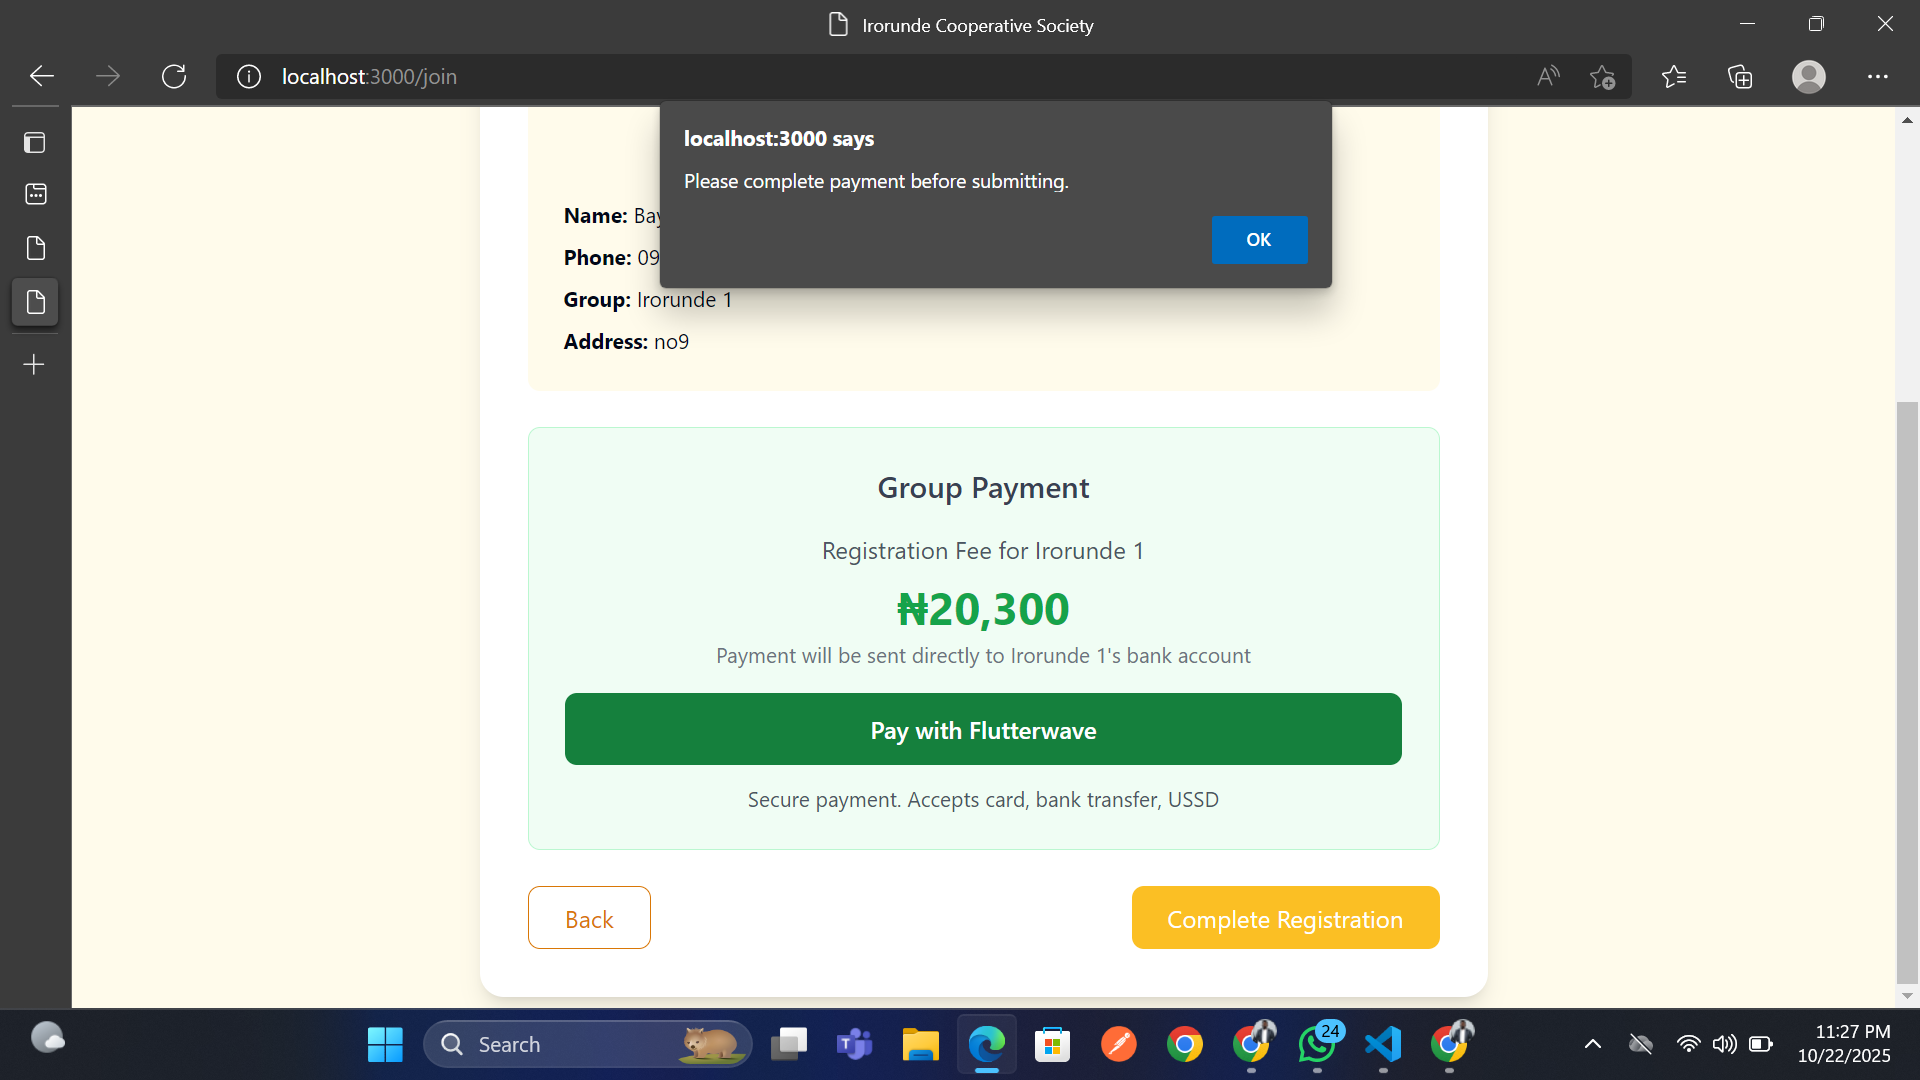 Irorunde Cooperative Society
localhost:3000/join
localhost:3000 says
Please complete payment before submitting.
OK
Name:
Phone: 09
Group: Irorunde 1
Address: no9
Group Payment
Registration Fee for Irorunde 1
₦20,300
Payment will be sent directly to Irorunde 1's bank account
Pay with Flutterwave
Secure payment. Accepts card, bank transfer, USSD
Back
Complete Registration
Search
24
11:27 PM
10/22/2025